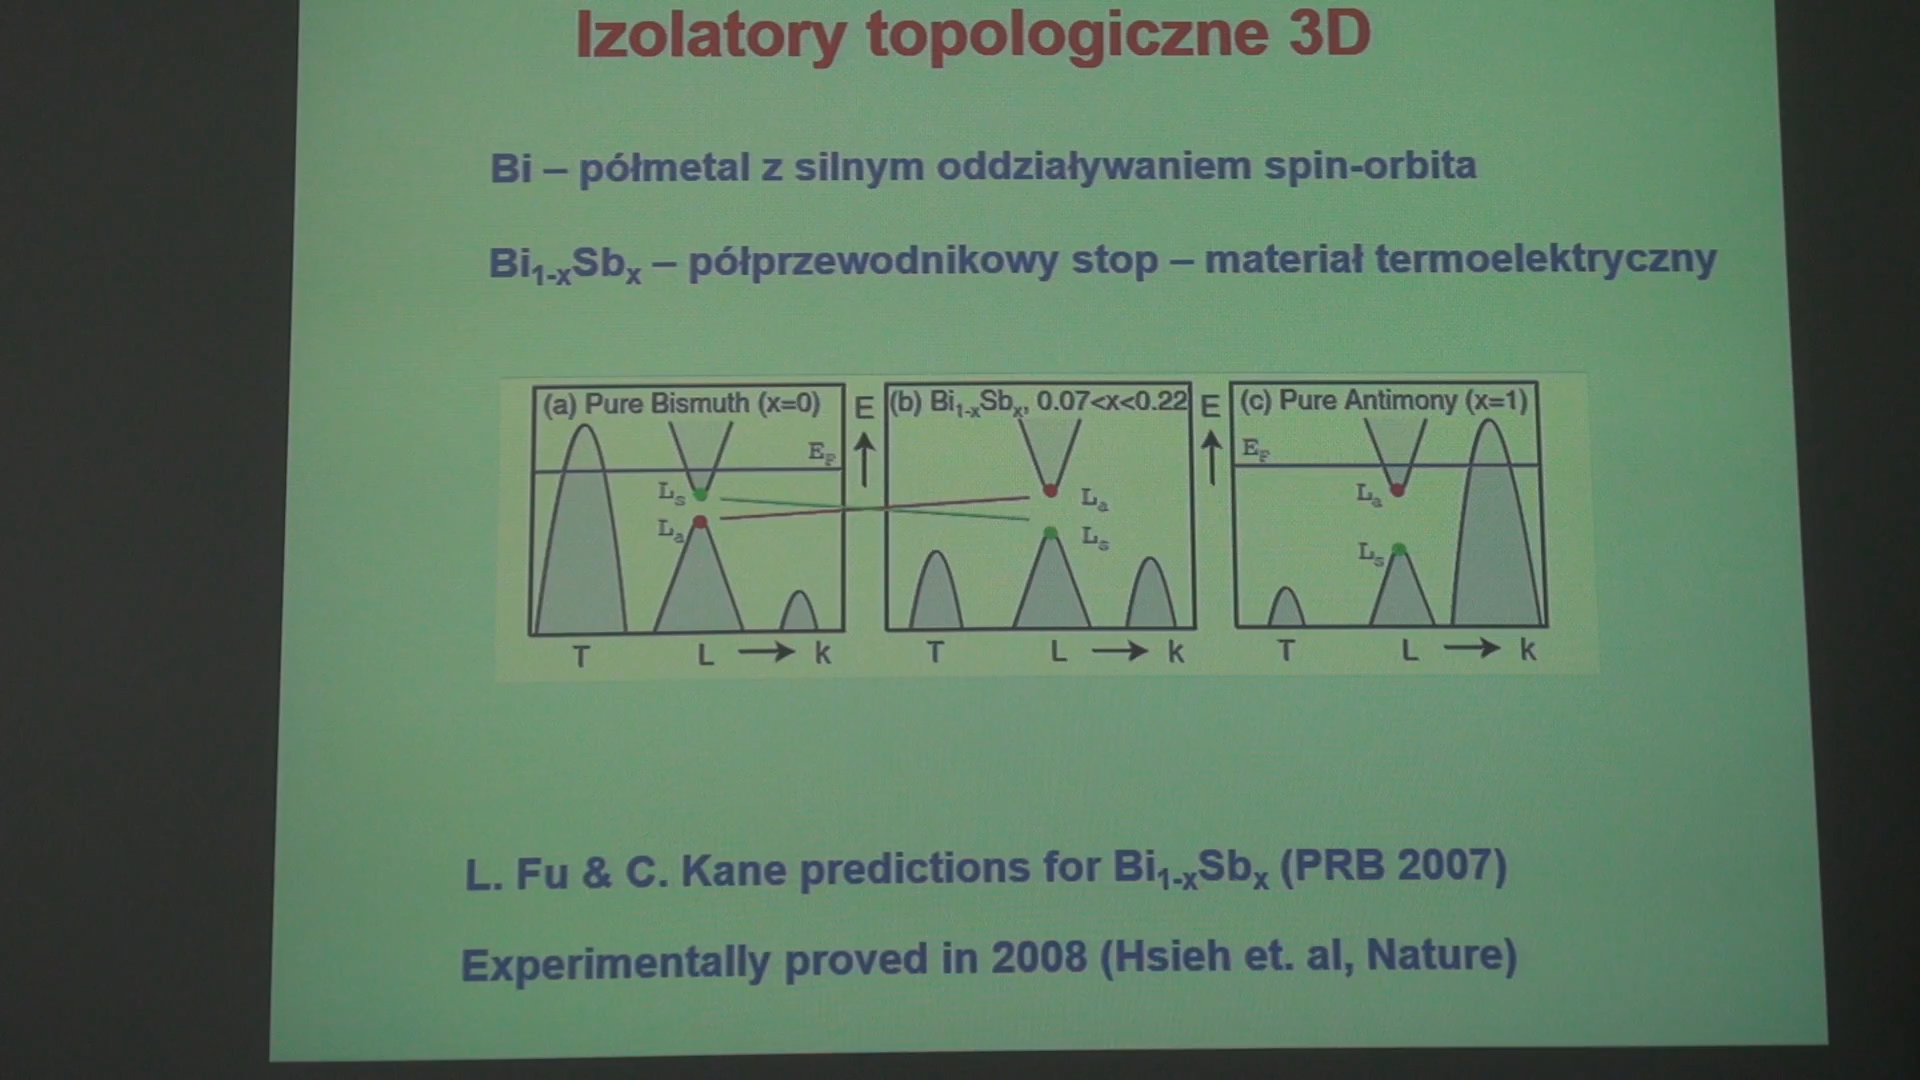 Izolatory topologiczne 3D
Bi – półmetal z silnym oddziaływaniem spin-orbita
Bi1-xSbx – półprzewodnikowy stop – materiał termoelektryczny
(a) Pure Bismuth (x=0)
EF
Ls
La
T L → k
E
(b) Bi1-xSbx, 0.07<x<0.22
La
Ls
T L → k
E
(c) Pure Antimony (x=1)
EF
La
Ls
T L → k
L. Fu & C. Kane predictions for Bi1-xSbx (PRB 2007)
Experimentally proved in 2008 (Hsieh et. al, Nature)